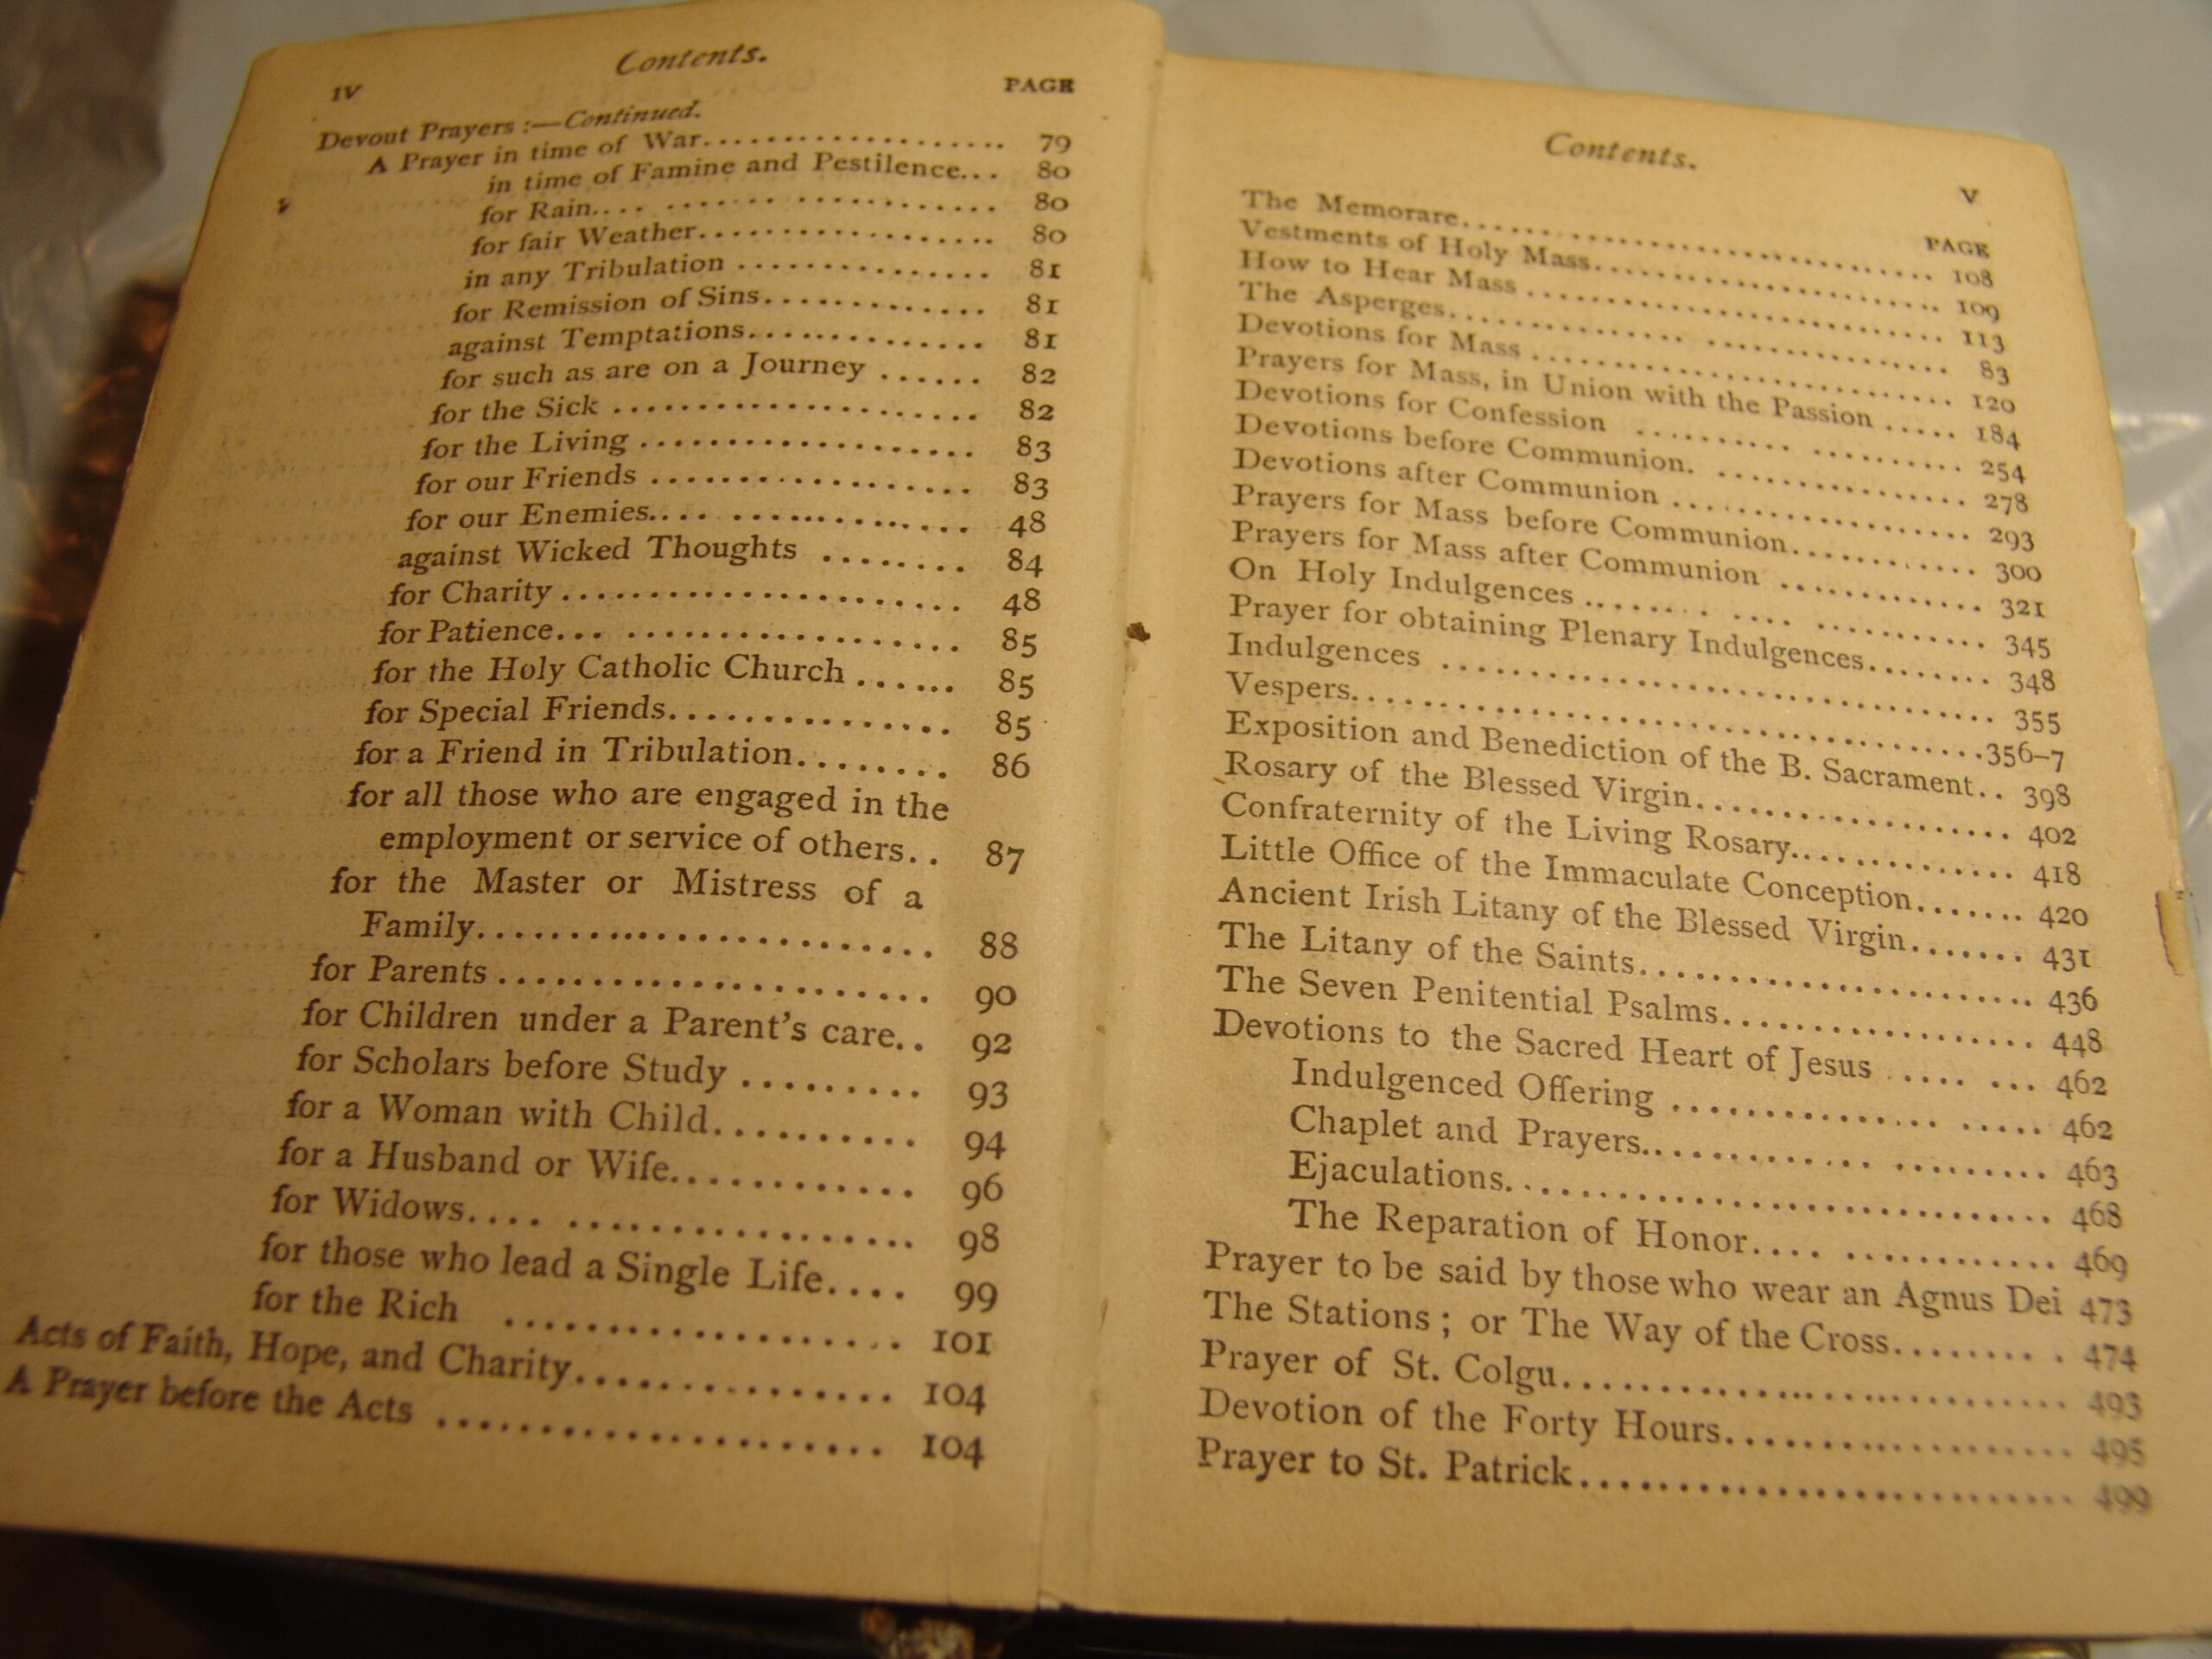 IV
Contents.
PAGE
Devout Prayers :—Continued.
A Prayer in time of War.................... 79
in time of Famine and Pestilence... 80
for Rain.... ....... .............. 80
for fair Weather.................. 80
in any Tribulation ............... 81
for Remission of Sins............. 81
against Temptations.............. 81
for such as are on a Journey ...... 82
for the Sick ..................... 82
for the Living ................... 83
for our Friends .................. 83
for our Enemies.... .............. 48
against Wicked Thoughts ........ 84
for Charity ....................... 48
for Patience... .................. 85
for the Holy Catholic Church ...... 85
for Special Friends............... 85
for a Friend in Tribulation........ 86
for all those who are engaged in the
employment or service of others.. 87
for the Master or Mistress of a
Family........................... 88
for Parents ....................... 90
for Children under a Parent's care.. 92
for Scholars before Study ......... 93
for a Woman with Child........... 94
for a Husband or Wife............. 96
for Widows.... .................. 98
for those who lead a Single Life.... 99
for the Rich .................... 101
Acts of Faith, Hope, and Charity............... 104
A Prayer before the Acts ..................... 104
Contents.
V
PAGE
The Memorare............................ 108
Vestments of Holy Mass..................... 109
How to Hear Mass ......................... 113
The Asperges............... .............. 83
Devotions for Mass ........................ 120
Prayers for Mass, in Union with the Passion ..... 184
Devotions for Confession .......... .......... 254
Devotions before Communion. ............... 278
Devotions after Communion .................. 293
Prayers for Mass before Communion........... 300
Prayers for Mass after Communion ............ 321
On Holy Indulgences ........ .... ........... 345
Prayer for obtaining Plenary Indulgences........ 348
Indulgences ................................ 355
Vespers.....................................356-7
Exposition and Benediction of the B. Sacrament.. 398
Rosary of the Blessed Virgin.................. 402
Confraternity of the Living Rosary............. 418
Little Office of the Immaculate Conception....... 420
Ancient Irish Litany of the Blessed Virgin....... 431
The Litany of the Saints...................... 436
The Seven Penitential Psalms.................. 448
Devotions to the Sacred Heart of Jesus .... ... 462
Indulgenced Offering ............... ..... 462
Chaplet and Prayers............. ......... 463
Ejaculations.............................. 468
The Reparation of Honor.... ............ 469
Prayer to be said by those who wear an Agnus Dei 473
The Stations ; or The Way of the Cross......... 474
Prayer of St. Colgu........................... 493
Devotion of the Forty Hours................... 495
Prayer to St. Patrick.......................... 499